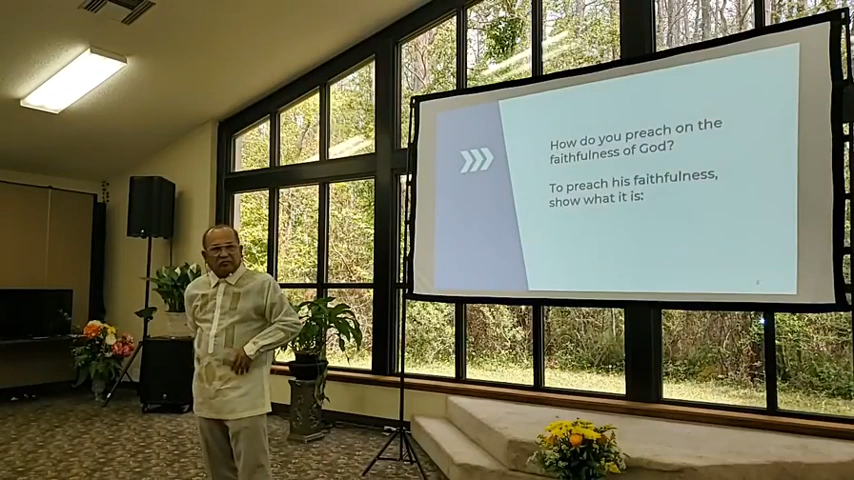 How do you preach on the
faithfulness of God?
To preach his faithfulness,
show what it is: